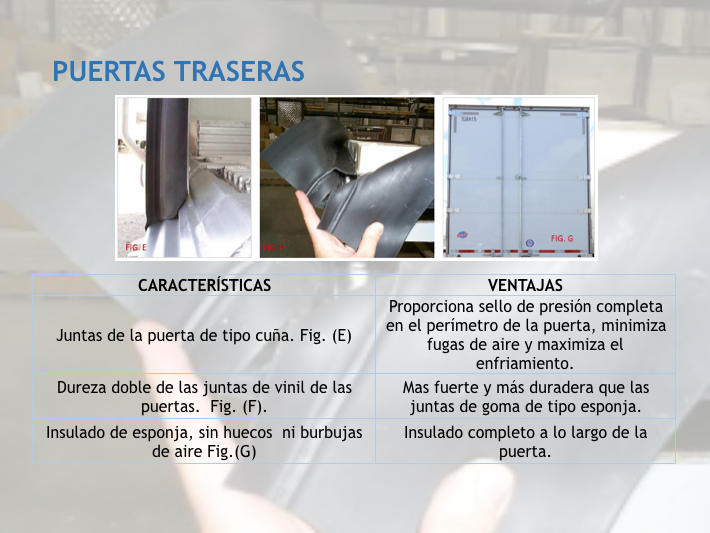 PUERTAS TRASERAS
FIG. E
FIG. G
CARACTERÍSTICAS
VENTAJAS
Juntas de la puerta de tipo cuña. Fig. (E)
Proporciona sello de presión completa
en el perímetro de la puerta, minimiza
fugas de aire y maximiza el
enfriamiento.
Dureza doble de las juntas de vinil de las
puertas.  Fig. (F).
Mas fuerte y más duradera que las
juntas de goma de tipo esponja.
Insulado de esponja, sin huecos  ni burbujas
de aire Fig.(G)
Insulado completo a lo largo de la
puerta.